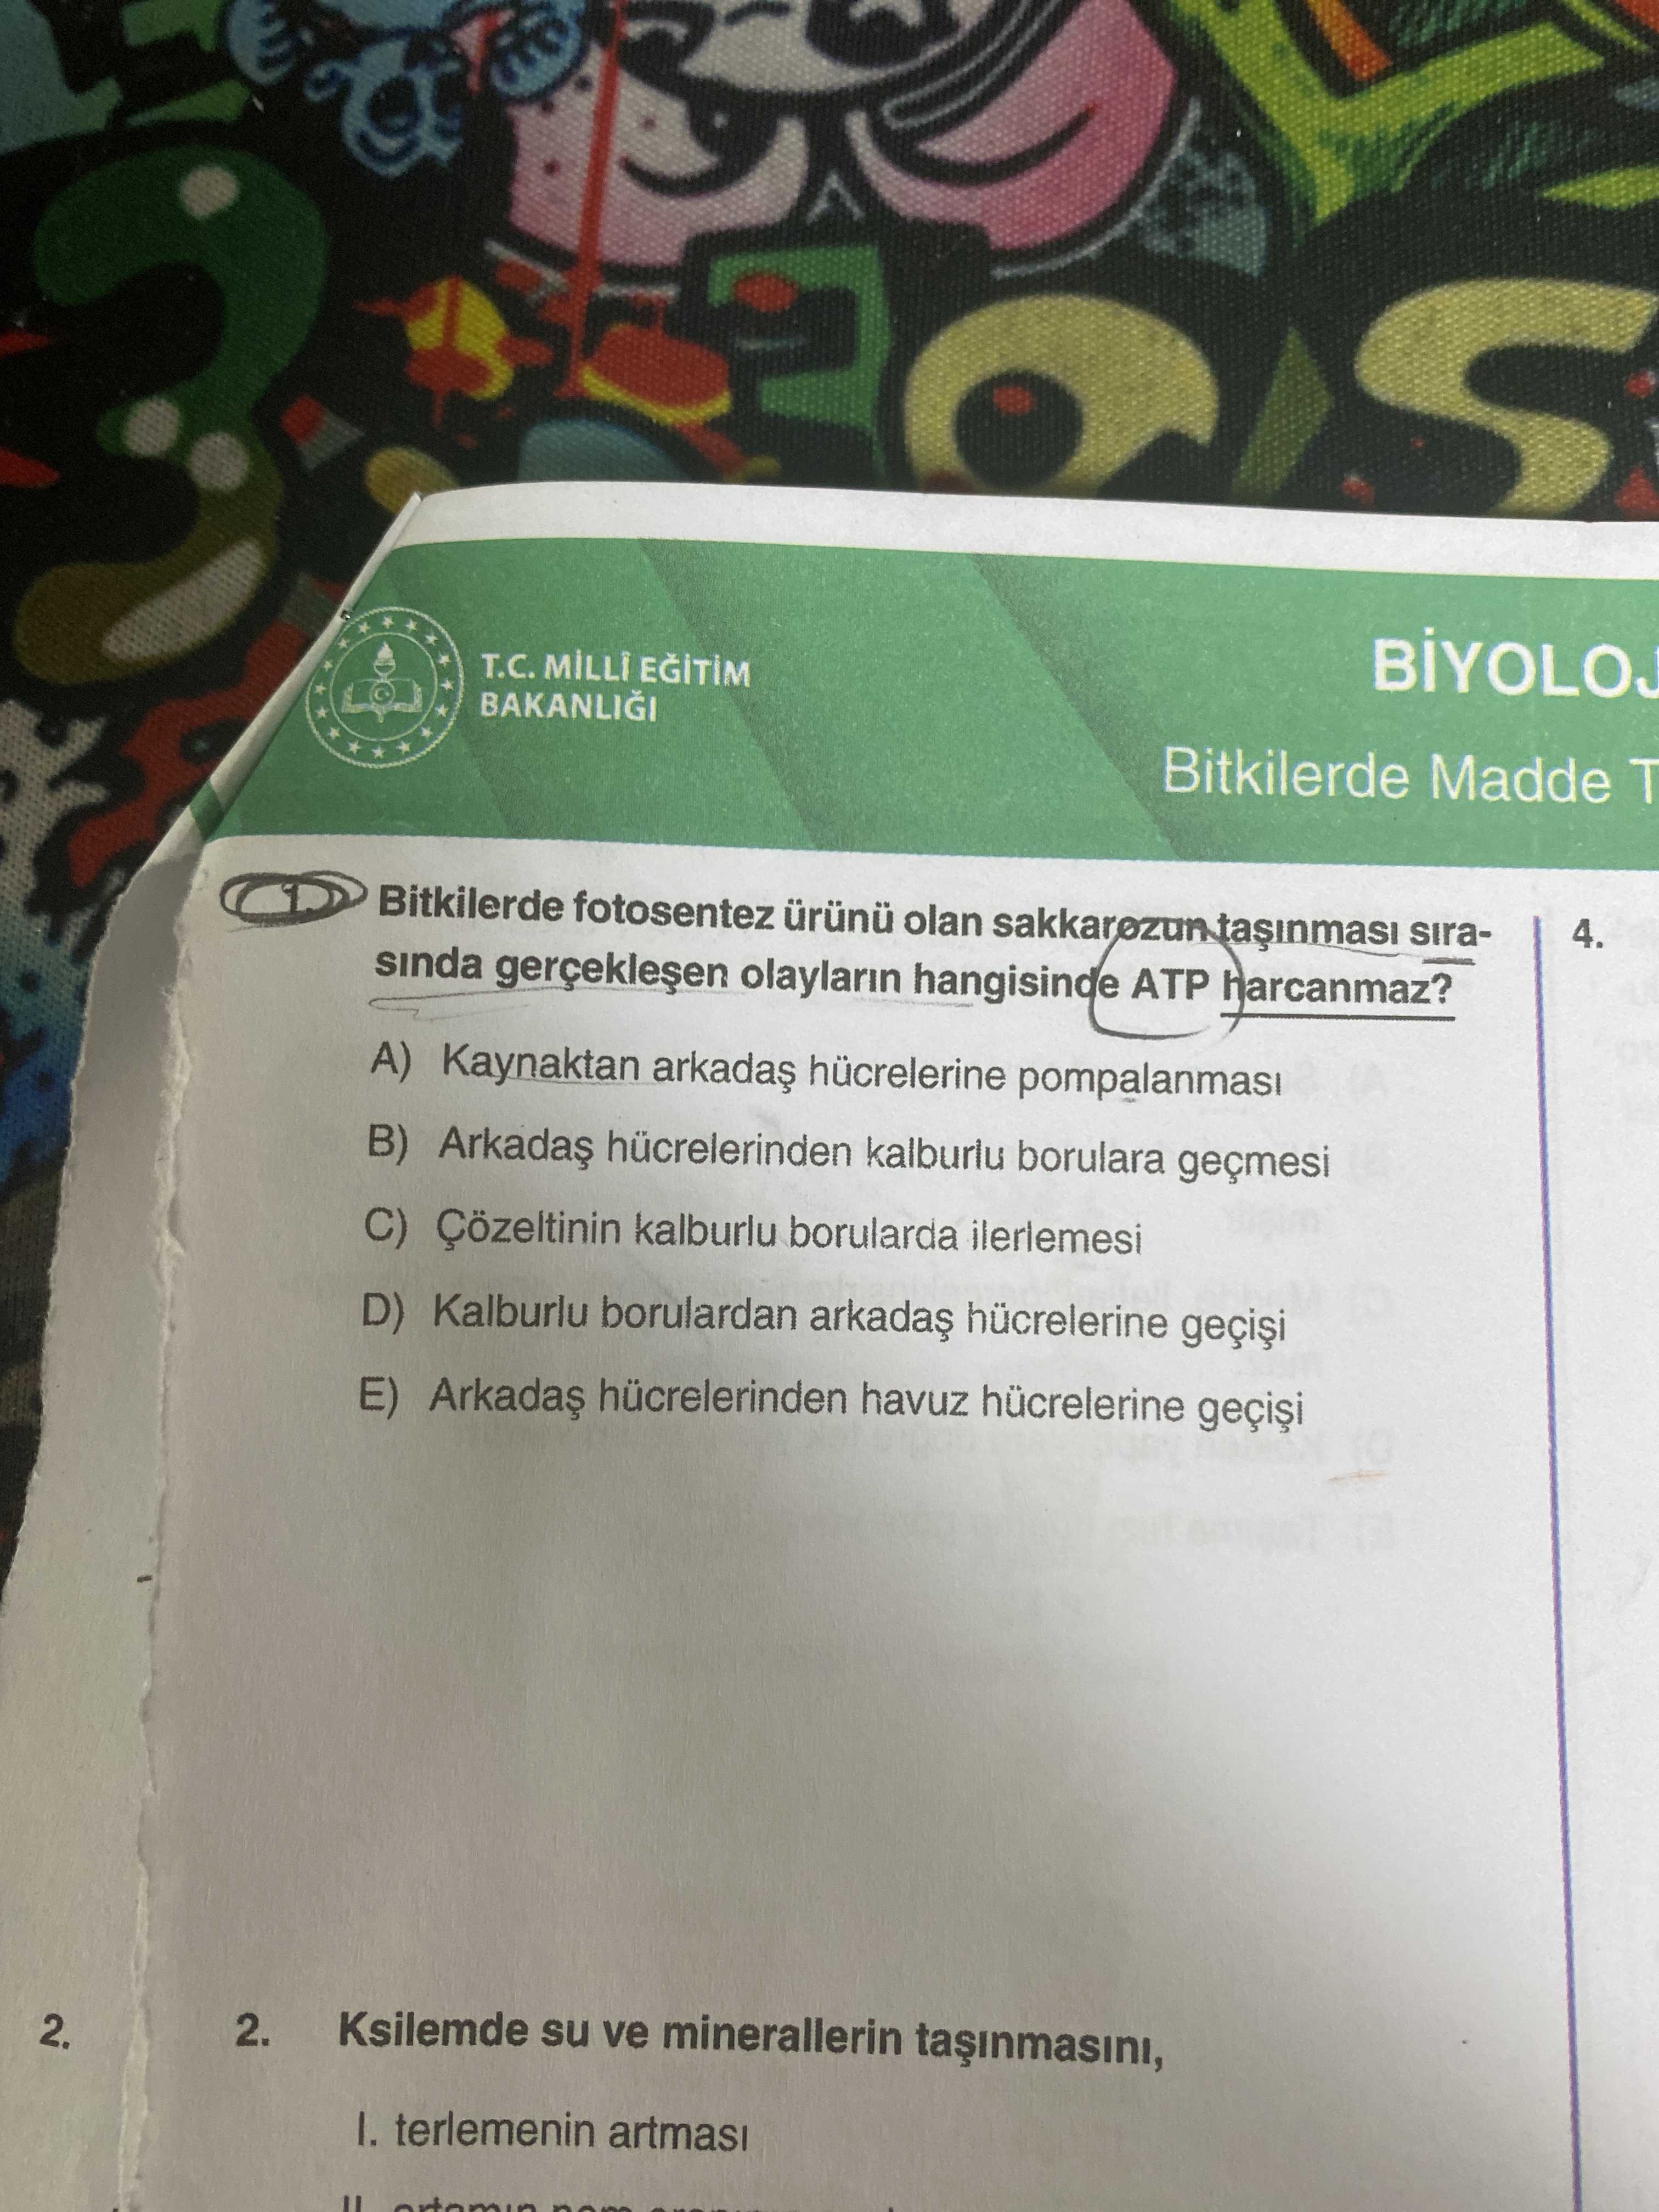 T.C. MİLLÎ EĞİTİM
BAKANLIĞI
BİYOLOJ
Bitkilerde Madde T
1. Bitkilerde fotosentez ürünü olan sakkarozun taşınması sıra-
sında gerçekleşen olayların hangisinde ATP harcanmaz?
A) Kaynaktan arkadaş hücrelerine pompalanması
B) Arkadaş hücrelerinden kalburlu borulara geçmesi
C) Çözeltinin kalburlu borularda ilerlemesi
D) Kalburlu borulardan arkadaş hücrelerine geçişi
E) Arkadaş hücrelerinden havuz hücrelerine geçişi
2.
2. Ksilemde su ve minerallerin taşınmasını,
I. terlemenin artması
4.